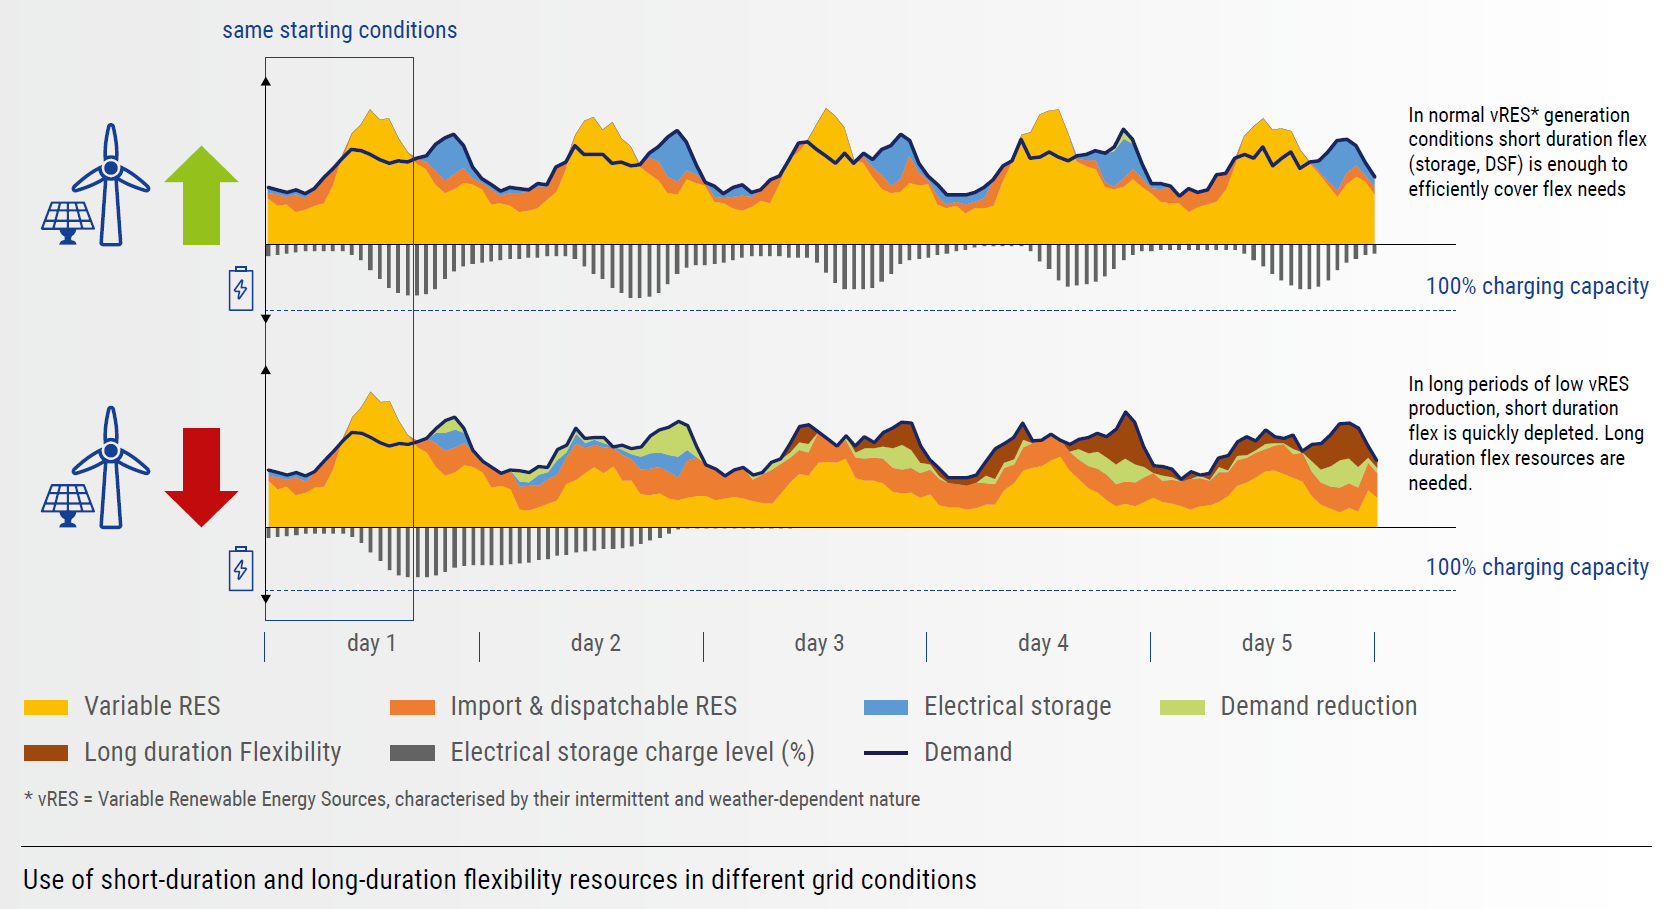 same starting conditions
In normal vRES* generation
conditions short duration flex
(storage, DSF) is enough to
efficiently cover flex needs
100% charging capacity
In long periods of low vRES
production, short duration
flex is quickly depleted. Long
duration flex resources are
needed.
100% charging capacity
day 1 day 2 day 3 day 4 day 5
Variable RES Import & dispatchable RES Electrical storage Demand reduction
Long duration Flexibility Electrical storage charge level (%) Demand
* vRES = Variable Renewable Energy Sources, characterised by their intermittent and weather-dependent nature
Use of short-duration and long-duration flexibility resources in different grid conditions